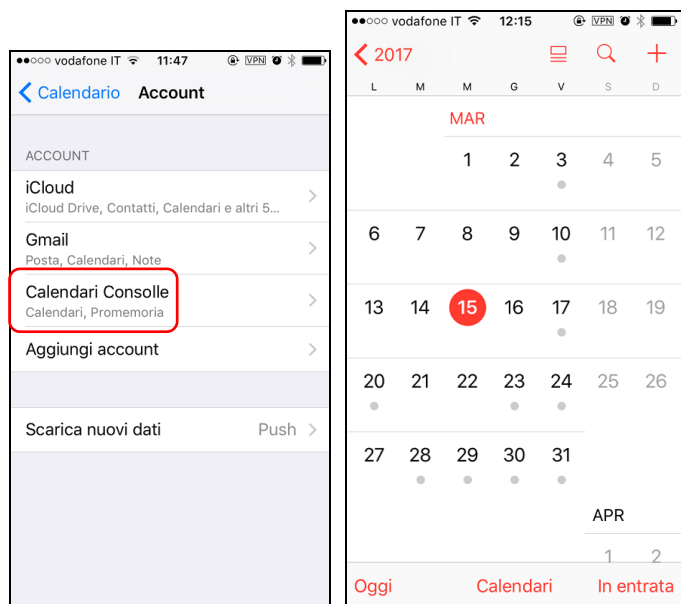 vodafone IT 11:47 VPN
Calendario Account
ACCOUNT
iCloud
iCloud Drive, Contatti, Calendari e altri 5...
Gmail
Posta, Calendari, Note
Calendari Consolle
Calendari, Promemoria
Aggiungi account
Scarica nuovi dati Push
vodafone IT 12:15 VPN
2017
L M M G V S D
MAR
1 2 3 4 5
6 7 8 9 10 11 12
13 14 15 16 17 18 19
20 21 22 23 24 25 26
27 28 29 30 31
APR
1 2
Oggi Calendari In entrata